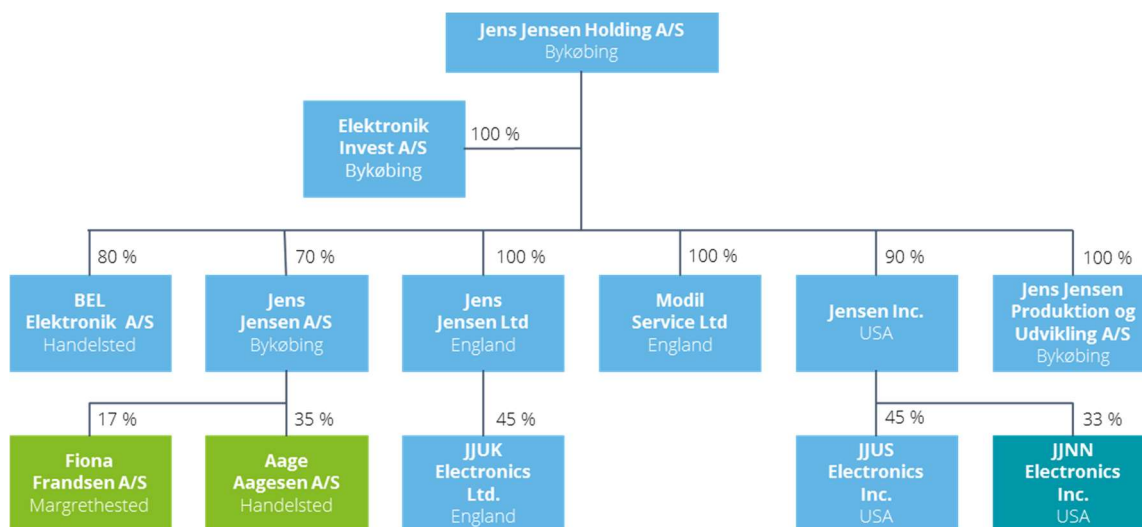 Jens Jensen Holding A/S
Bykøbing
Elektronik
Invest A/S
Bykøbing
100 %
80 %
70 %
100 %
100 %
90 %
100 %
BEL
Elektronik A/S
Handelsted
Jens
Jensen A/S
Bykøbing
Jens
Jensen Ltd
England
Modil
Service Ltd
England
Jensen Inc.
USA
Jens Jensen
Produktion og
Udvikling A/S
Bykøbing
17 %
35 %
45 %
45 %
33 %
Fiona
Frandsen A/S
Margrethested
Aage
Aagesen A/S
Handelsted
JJUK
Electronics
Ltd.
England
JJUS
Electronics
Inc.
USA
JJNN
Electronics
Inc.
USA